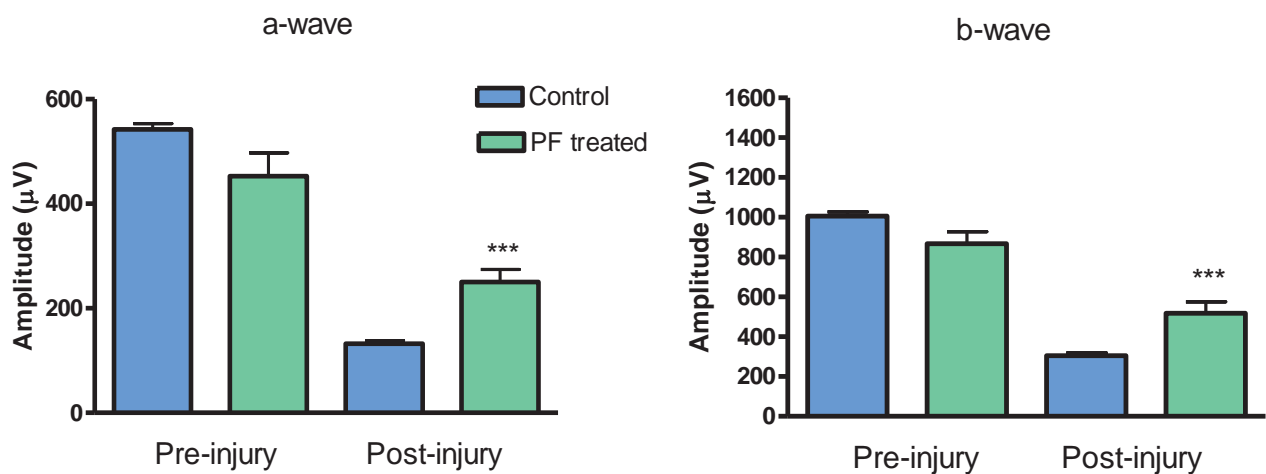 a-wave
Control
PF treated
600
400
200
0
Amplitude (μV)
***
Pre-injury
Post-injury
b-wave
1600
1400
1200
1000
800
600
400
200
0
Amplitude (μV)
***
Pre-injury
Post-injury